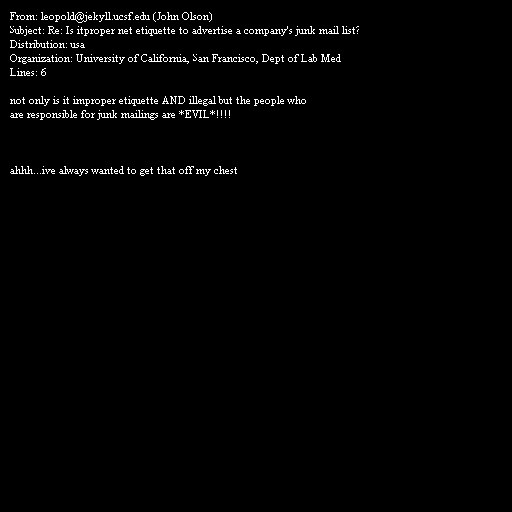 From: leopold@jekyll.ucsf.edu (John Olson)
Subject: Re: Is itproper net etiquette to advertise a company's junk mail list?
Distribution: usa
Organization: University of California, San Francisco, Dept of Lab Med
Lines: 6

not only is it improper etiquette AND illegal but the people who
are responsible for junk mailings are *EVIL*!!!!

ahhh...ive always wanted to get that off my chest